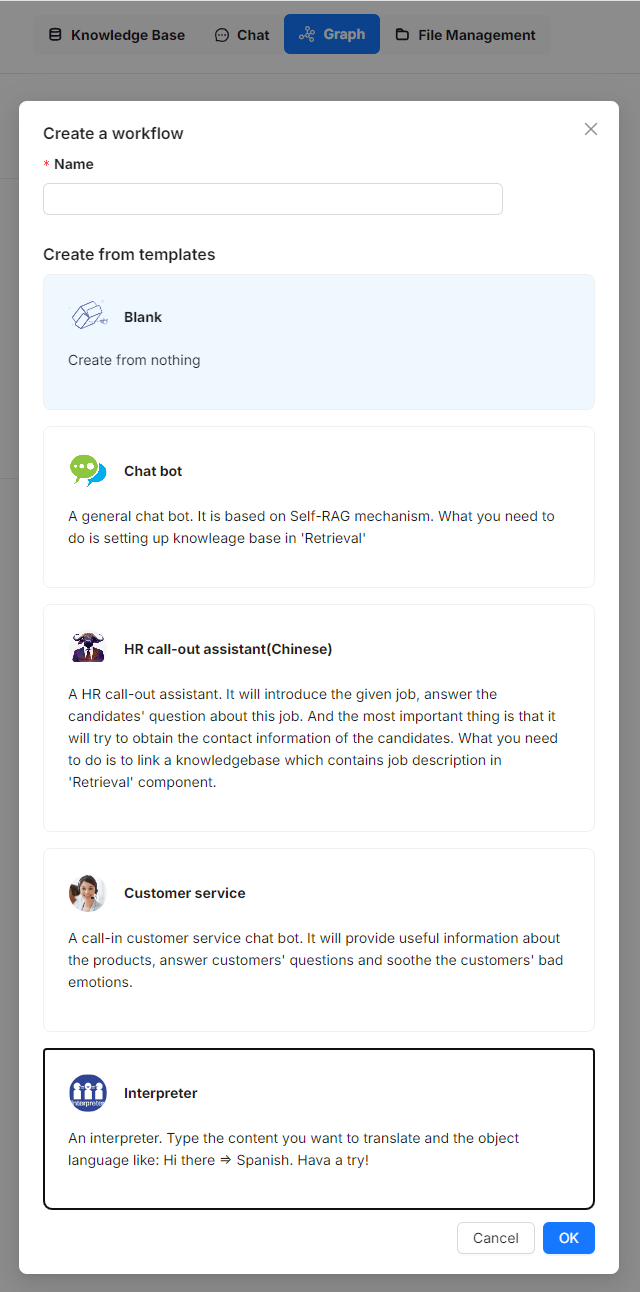 Knowledge Base
Chat
Graph
File Management
Create a workflow
* Name
Create from templates
Blank
Create from nothing
Chat bot
A general chat bot. It is based on Self-RAG mechanism. What you need to
do is setting up knowleage base in 'Retrieval'
HR call-out assistant(Chinese)
A HR call-out assistant. It will introduce the given job, answer the
candidates' question about this job. And the most important thing is that it
will try to obtain the contact information of the candidates. What you need
to do is to link a knowledgebase which contains job description in
'Retrieval' component.
Customer service
A call-in customer service chat bot. It will provide useful information about
the products, answer customers' questions and soothe the customers' bad
emotions.
Interpreter
Interpreter
An interpreter. Type the content you want to translate and the object
language like: Hi there => Spanish. Hava a try!
Cancel
OK